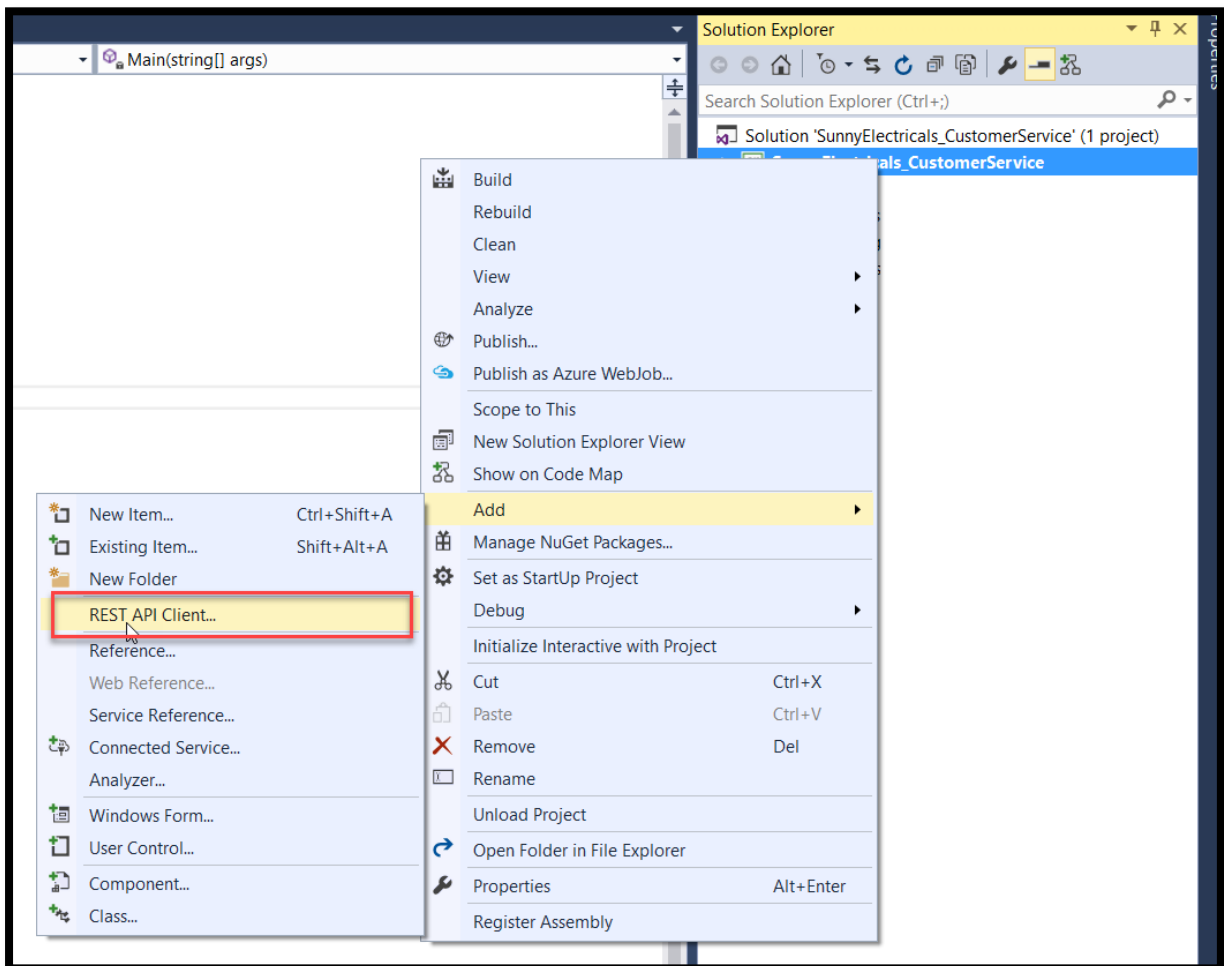 Solution Explorer
Main(string[] args)
Search Solution Explorer (Ctrl+;)
Solution 'SunnyElectricals_CustomerService' (1 project)
als_CustomerService
Build
Rebuild
Clean
View
Analyze
Publish...
Publish as Azure WebJob...
Scope to This
New Solution Explorer View
Show on Code Map
Add
Manage NuGet Packages...
Set as StartUp Project
Debug
Initialize Interactive with Project
Cut Ctrl+X
Paste Ctrl+V
Remove Del
Rename
Unload Project
Open Folder in File Explorer
Properties Alt+Enter
Register Assembly
New Item... Ctrl+Shift+A
Existing Item... Shift+Alt+A
New Folder
REST API Client...
Reference...
Web Reference...
Service Reference...
Connected Service...
Analyzer...
Windows Form...
User Control...
Component...
Class...